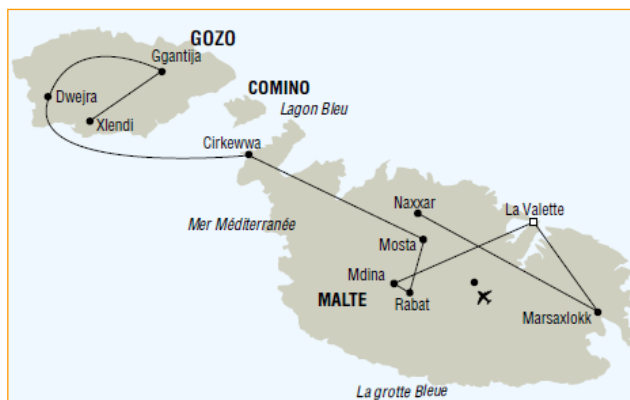 GOZO
Ggantija
COMINO
Dwejra
Lagon Bleu
Xlendi
Cirkewwa
Naxxar
La Valette
Mer Méditerranée
Mosta
Mdina
MALTE
Rabat
Marsaxlokk
La grotte Bleue